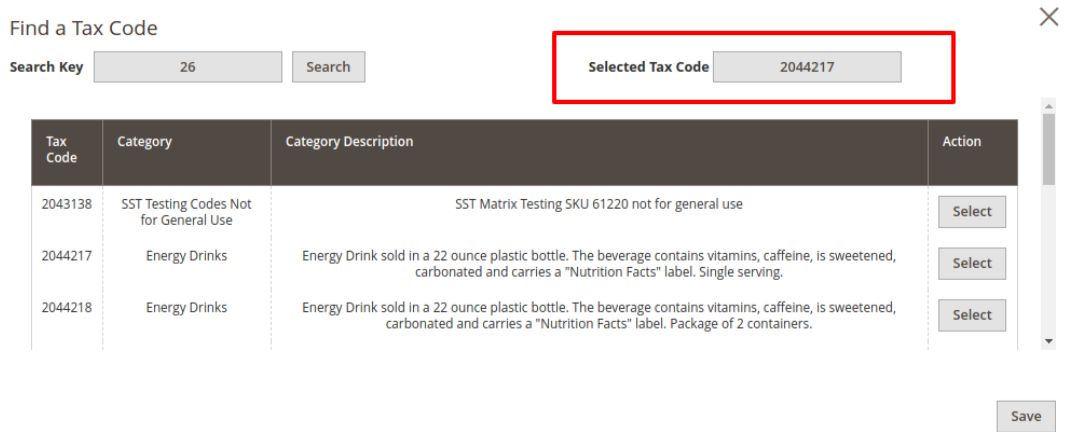 Find a Tax Code
Search Key 26 Search Selected Tax Code 2044217
Tax Code Category Category Description Action
2043138 SST Testing Codes Not for General Use SST Matrix Testing SKU 61220 not for general use Select
2044217 Energy Drinks Energy Drink sold in a 22 ounce plastic bottle. The beverage contains vitamins, caffeine, is sweetened,
carbonated and carries a "Nutrition Facts" label. Single serving. Select
2044218 Energy Drinks Energy Drink sold in a 22 ounce plastic bottle. The beverage contains vitamins, caffeine, is sweetened,
carbonated and carries a "Nutrition Facts" label. Package of 2 containers. Select
Save